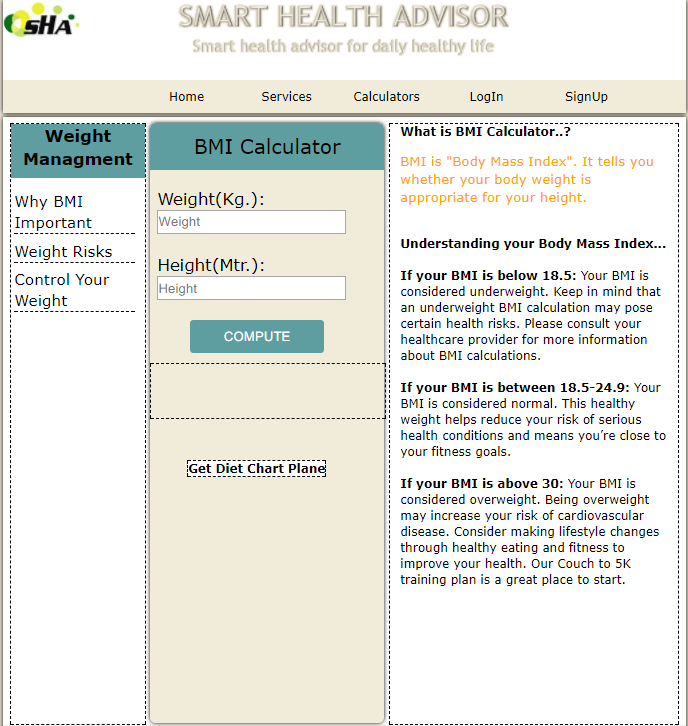 OSHA
SMART HEALTH ADVISOR
Smart health advisor for daily healthy life
Home Services Calculators LogIn SignUp
Weight
Managment
Why BMI
Important
Weight Risks
Control Your
Weight
BMI Calculator
Weight(Kg.):
Weight
Height(Mtr.):
Height
COMPUTE
Get Diet Chart Plane
What is BMI Calculator..?
BMI is "Body Mass Index". It tells you
whether your body weight is
appropriate for your height.
Understanding your Body Mass Index...
If your BMI is below 18.5: Your BMI is
considered underweight. Keep in mind that
an underweight BMI calculation may pose
certain health risks. Please consult your
healthcare provider for more information
about BMI calculations.
If your BMI is between 18.5-24.9: Your
BMI is considered normal. This healthy
weight helps reduce your risk of serious
health conditions and means you’re close to
your fitness goals.
If your BMI is above 30: Your BMI is
considered overweight. Being overweight
may increase your risk of cardiovascular
disease. Consider making lifestyle changes
through healthy eating and fitness to
improve your health. Our Couch to 5K
training plan is a great place to start.